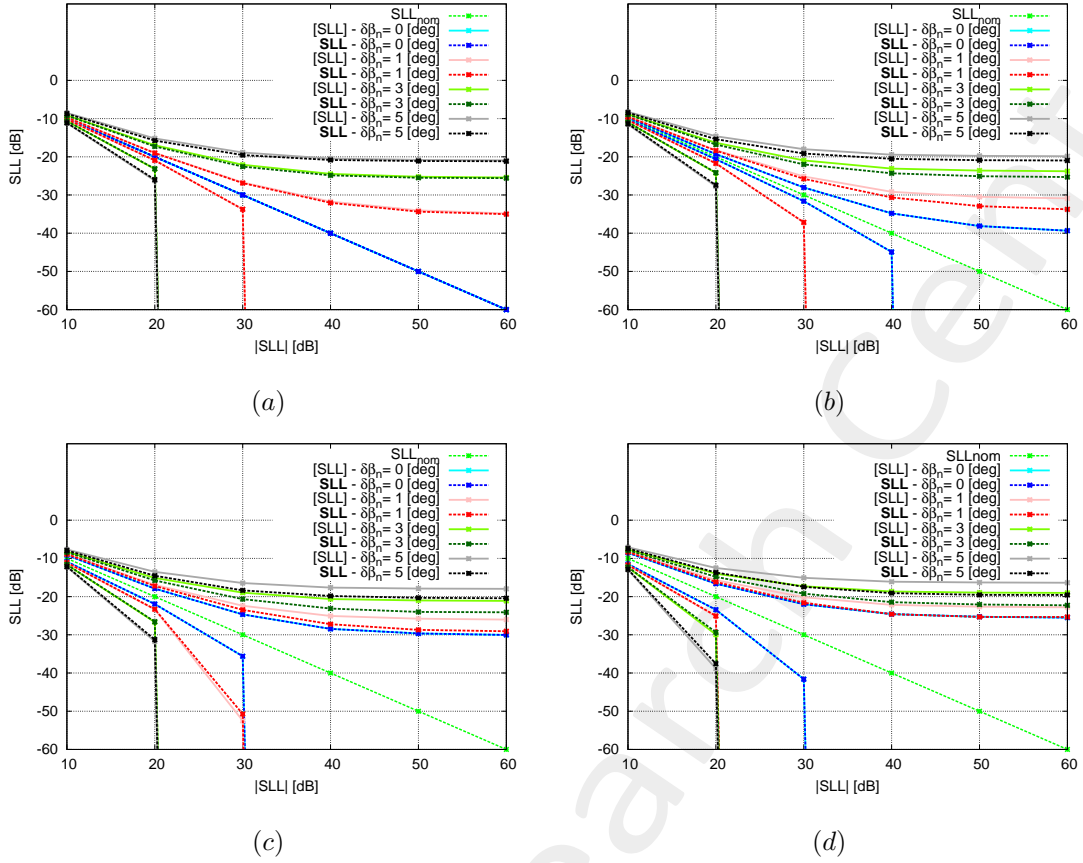 SLL_nom
[SLL] - δβ_n= 0 [deg]
SLL - δβ_n= 0 [deg]
[SLL] - δβ_n= 1 [deg]
SLL - δβ_n= 1 [deg]
[SLL] - δβ_n= 3 [deg]
SLL - δβ_n= 3 [deg]
[SLL] - δβ_n= 5 [deg]
SLL - δβ_n= 5 [deg]
SLL [dB]
0
-10
-20
-30
-40
-50
-60
10 20 30 40 50 60
|SLL| [dB]
(a)
SLL_nom
[SLL] - δβ_n= 0 [deg]
SLL - δβ_n= 0 [deg]
[SLL] - δβ_n= 1 [deg]
SLL - δβ_n= 1 [deg]
[SLL] - δβ_n= 3 [deg]
SLL - δβ_n= 3 [deg]
[SLL] - δβ_n= 5 [deg]
SLL - δβ_n= 5 [deg]
SLL [dB]
0
-10
-20
-30
-40
-50
-60
10 20 30 40 50 60
|SLL| [dB]
(b)
SLL_nom
[SLL] - δβ_n= 0 [deg]
SLL - δβ_n= 0 [deg]
[SLL] - δβ_n= 1 [deg]
SLL - δβ_n= 1 [deg]
[SLL] - δβ_n= 3 [deg]
SLL - δβ_n= 3 [deg]
[SLL] - δβ_n= 5 [deg]
SLL - δβ_n= 5 [deg]
SLL [dB]
0
-10
-20
-30
-40
-50
-60
10 20 30 40 50 60
|SLL| [dB]
(c)
SLLnom
[SLL] - δβ_n= 0 [deg]
SLL - δβ_n= 0 [deg]
[SLL] - δβ_n= 1 [deg]
SLL - δβ_n= 1 [deg]
[SLL] - δβ_n= 3 [deg]
SLL - δβ_n= 3 [deg]
[SLL] - δβ_n= 5 [deg]
SLL - δβ_n= 5 [deg]
SLL [dB]
0
-10
-20
-30
-40
-50
-60
10 20 30 40 50 60
|SLL| [dB]
(d)